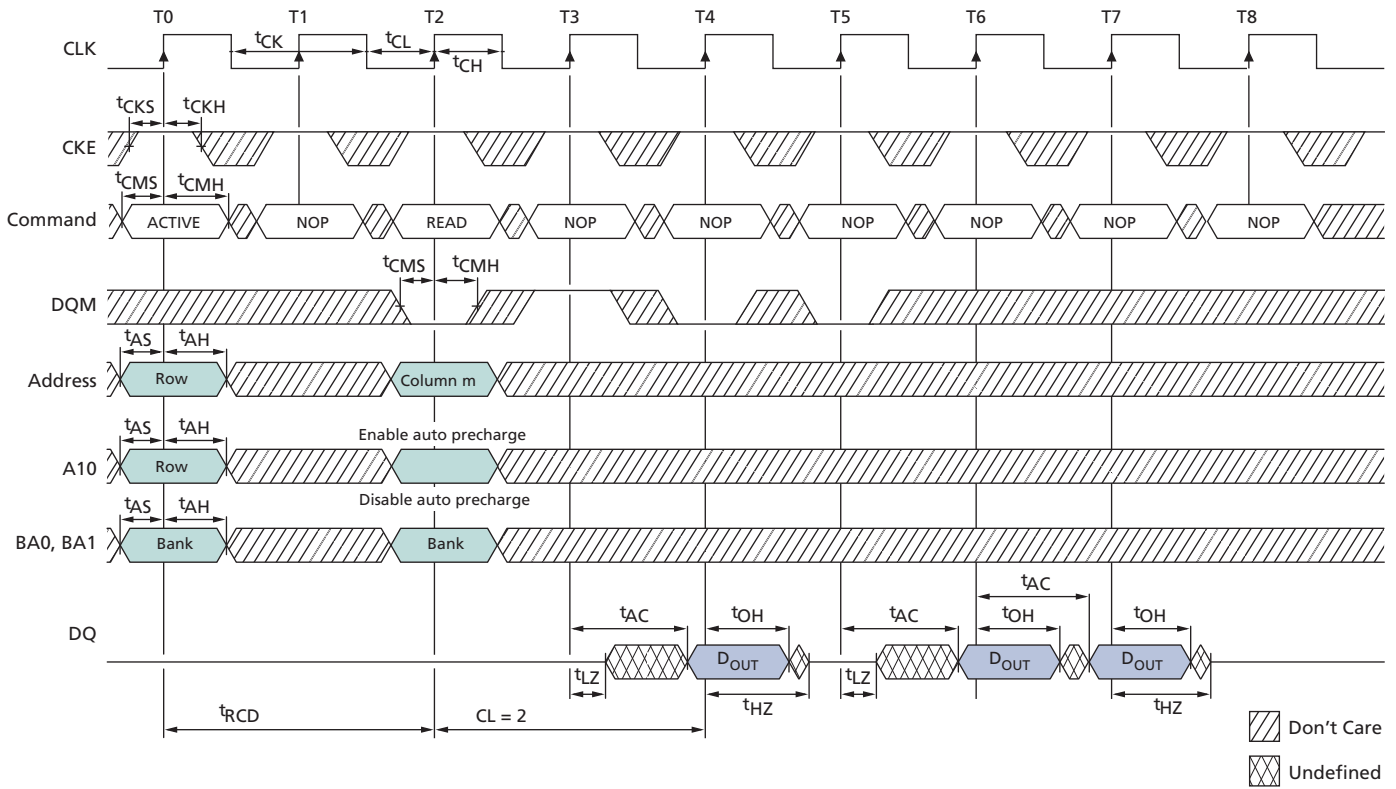 T0 T1 T2 T3 T4 T5 T6 T7 T8
CLK tCK tCL tCH
tCKS tCKH
CKE
tCMS tCMH
Command ACTIVE NOP READ NOP NOP NOP NOP NOP NOP
tCMS tCMH
DQM
tAS tAH
Address Row Column m
tAS tAH Enable auto precharge
A10 Row
Disable auto precharge
tAS tAH
BA0, BA1 Bank Bank
tAC
tAC tOH tAC tOH tOH
DQ
DOUT DOUT DOUT
tLZ tHZ tLZ tHZ
tRCD CL = 2
Don't Care
Undefined